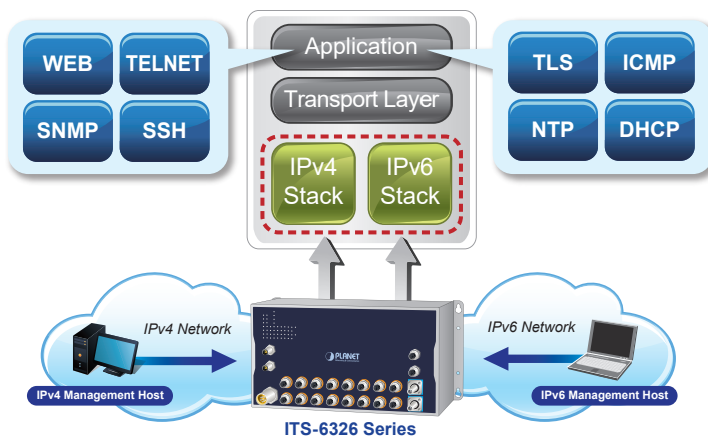 WEB
TELNET
SNMP
SSH
Application
Transport Layer
IPv4
Stack
IPv6
Stack
TLS
ICMP
NTP
DHCP
IPv4 Network
IPv4 Management Host
PLANET
IPv6 Network
IPv6 Management Host
ITS-6326 Series